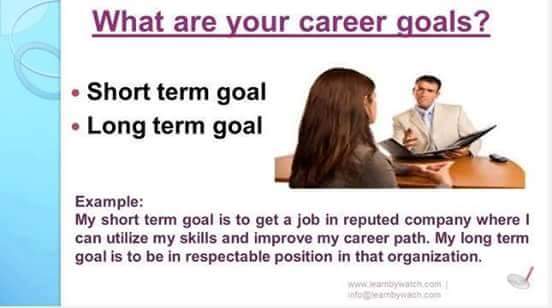 What are your career goals?
• Short term goal
• Long term goal
Example:
My short term goal is to get a job in reputed company where I
can utilize my skills and improve my career path. My long term
goal is to be in respectable position in that organization.
www.learnbywatch.com |
info@learnbywach.com